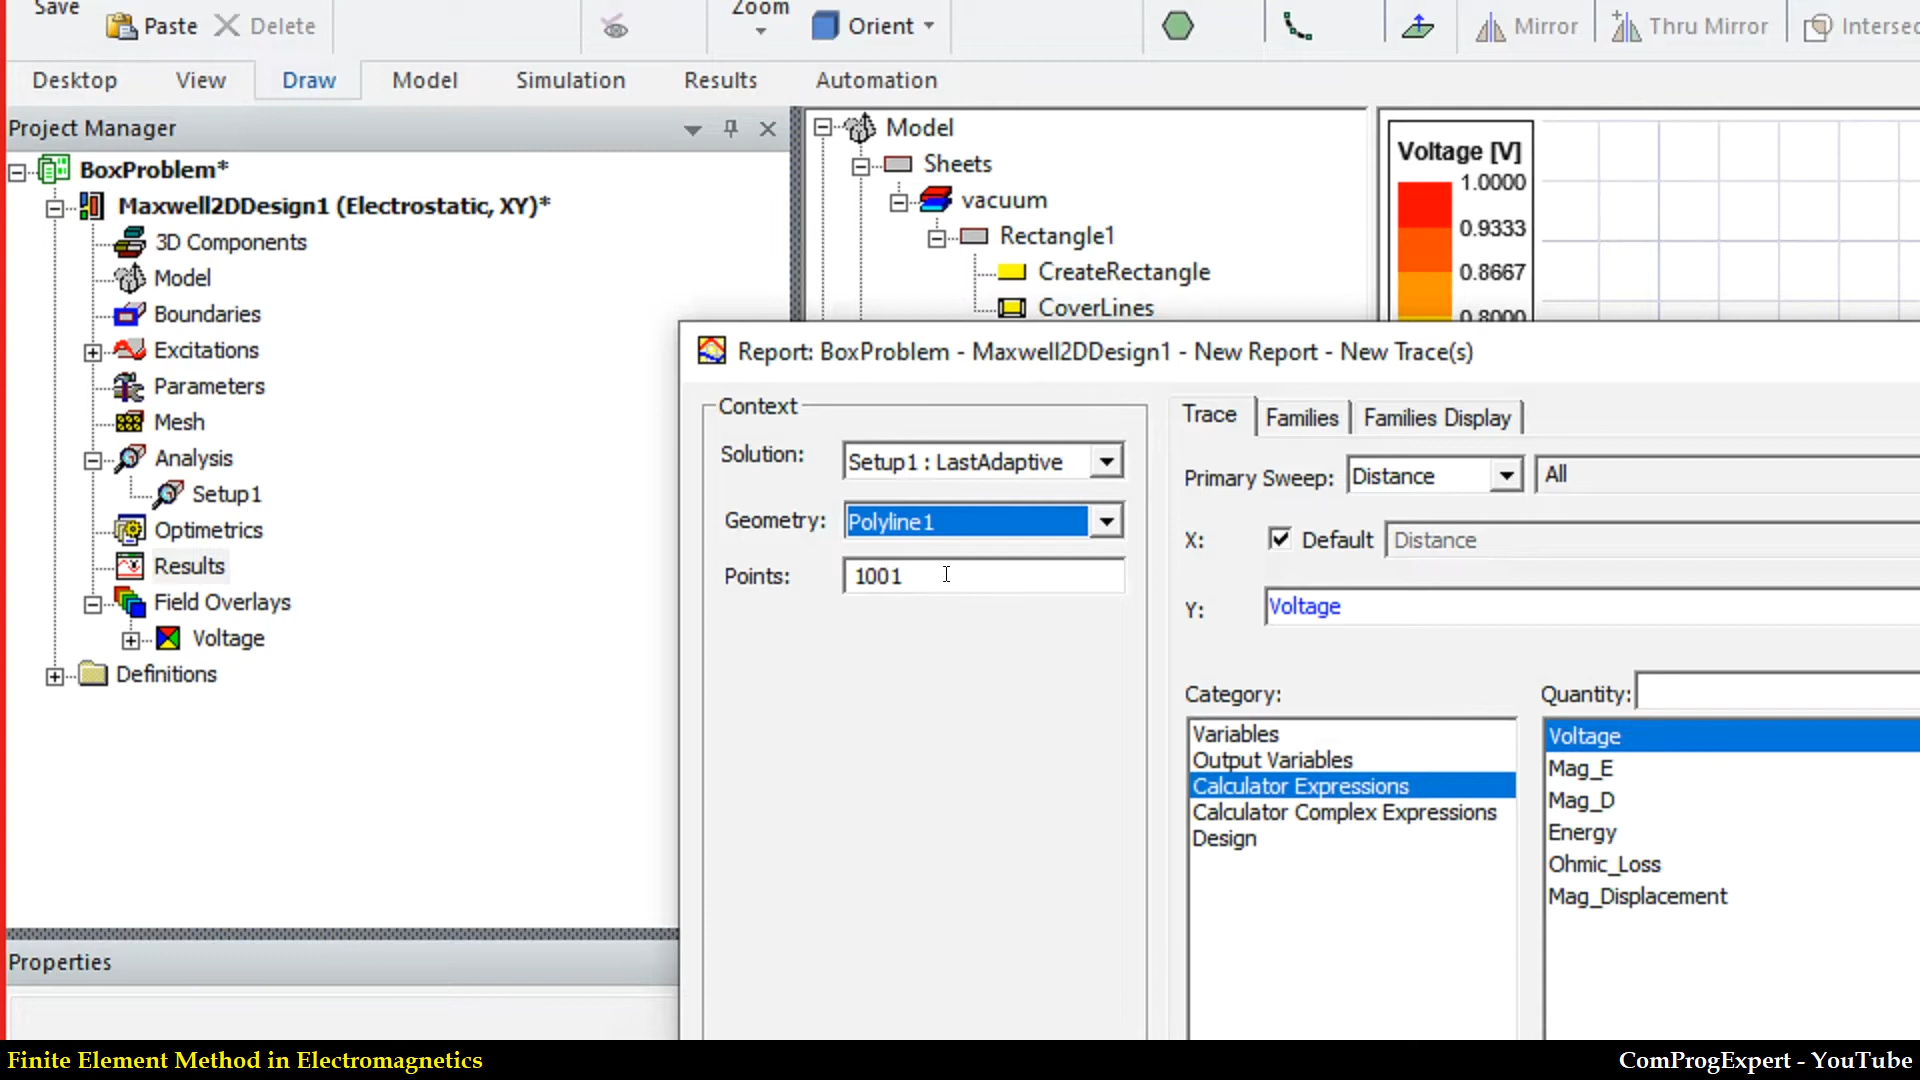 Save
Paste
Delete
Zoom
Orient
Mirror
Thru Mirror
Desktop
View
Draw
Model
Simulation
Results
Automation
Project Manager
BoxProblem*
Maxwell2DDesign1 (Electrostatic, XY)*
3D Components
Model
Boundaries
Excitations
Parameters
Mesh
Analysis
Setup1
Optimetrics
Results
Field Overlays
Voltage
Definitions
Properties
Model
Sheets
vacuum
Rectangle1
CreateRectangle
CoverLines
Voltage [V]
1.0000
0.9333
0.8667
0.8000
Report: BoxProblem - Maxwell2DDesign1 - New Report - New Trace(s)
Context
Solution:
Setup1 : LastAdaptive
Geometry:
Polyline1
Points:
1001
Trace
Families
Families Display
Primary Sweep:
Distance
All
X:
Default
Distance
Y:
Voltage
Category:
Variables
Output Variables
Calculator Expressions
Calculator Complex Expressions
Design
Quantity:
Voltage
Mag_E
Mag_D
Energy
Ohmic_Loss
Mag_Displacement
Finite Element Method in Electromagnetics
ComProgExpert - YouTube